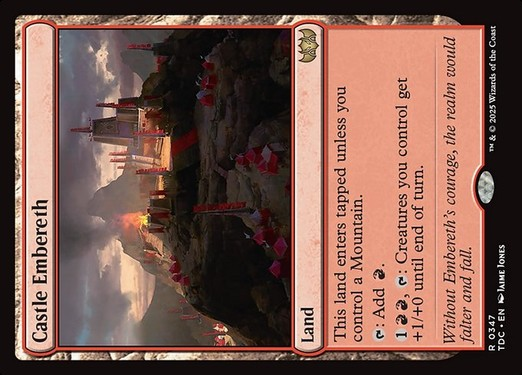 Castle Embereth
Land
This land enters tapped unless you
control a Mountain.
: Add .
1 , : Creatures you control get
+1/+0 until end of turn.
Without Embereth's courage, the realm would
falter and fall.
R 0347
TDC • EN JAIME JONES
™ & © 2025 Wizards of the Coast